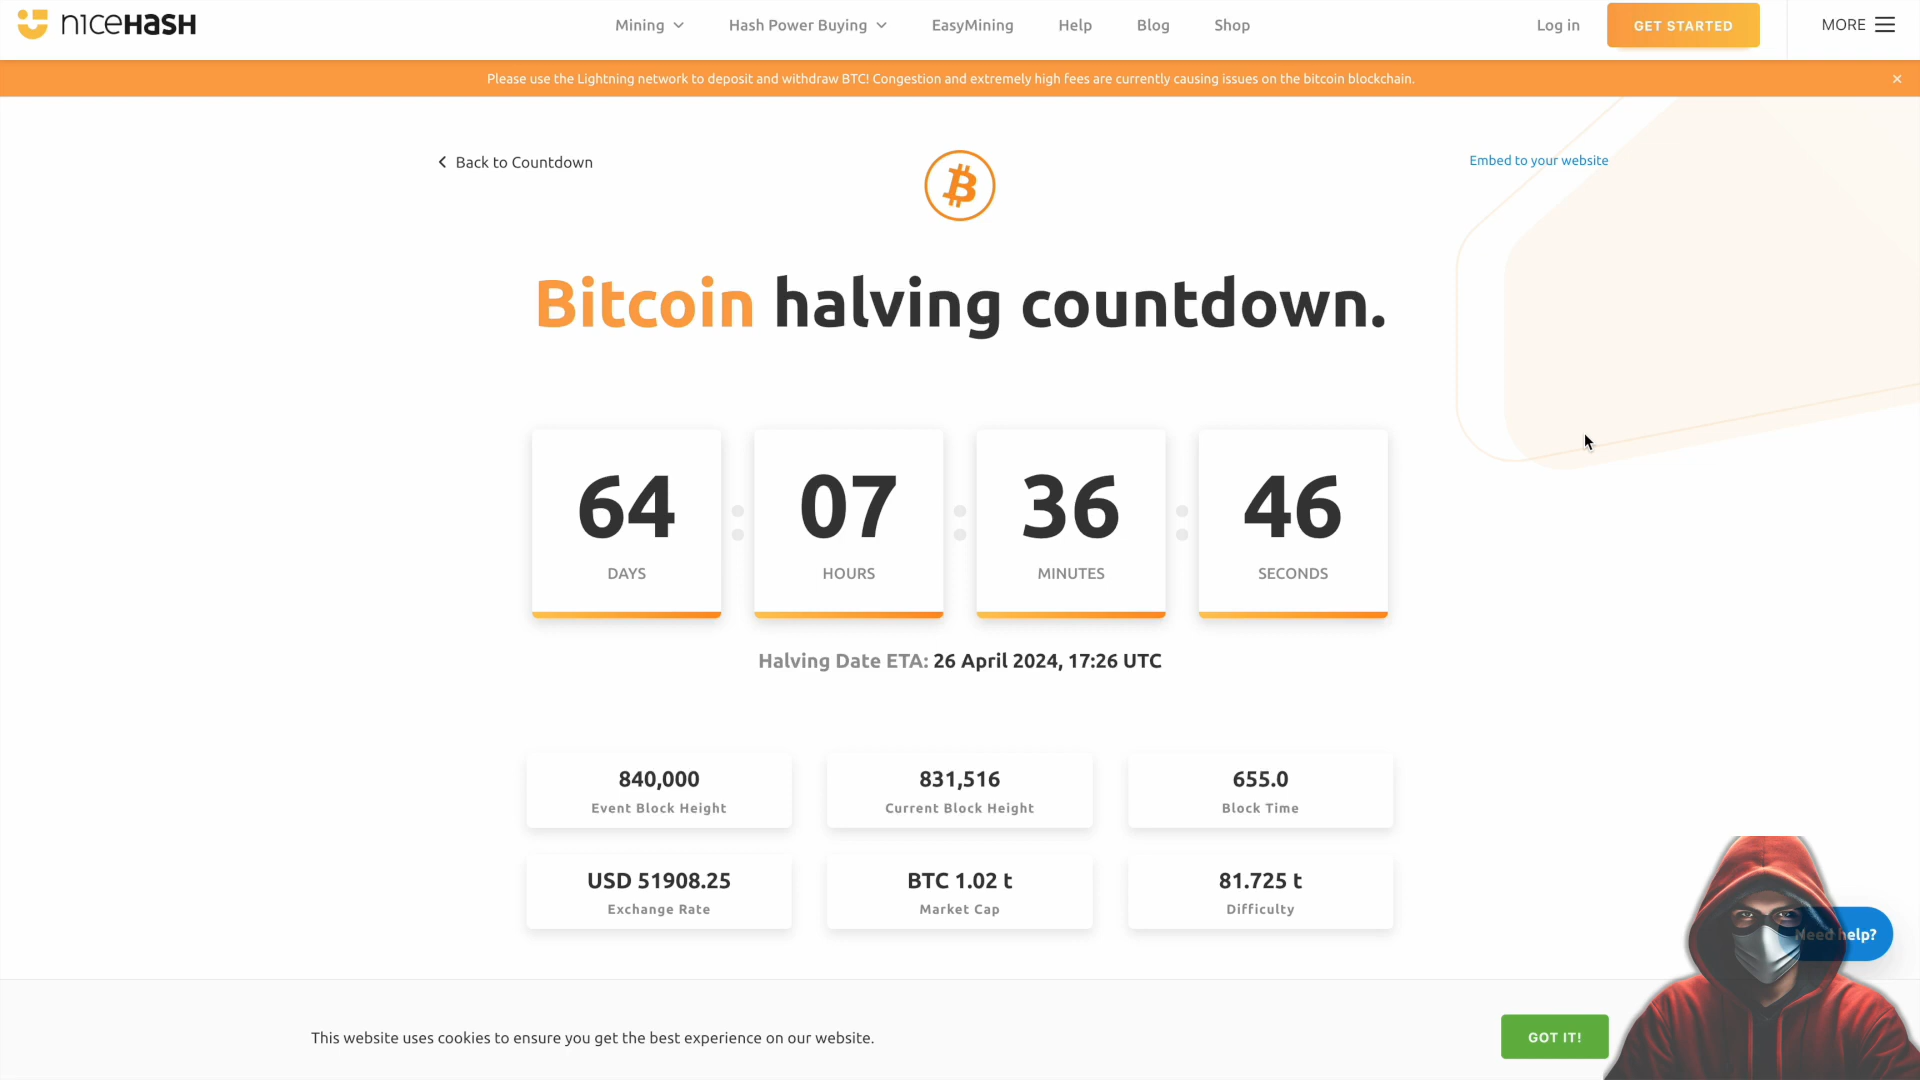 nicehash
Mining
Hash Power Buying
EasyMining
Help
Blog
Shop
Log in
GET STARTED
MORE
Please use the Lightning network to deposit and withdraw BTC! Congestion and extremely high fees are currently causing issues on the bitcoin blockchain.
Back to Countdown
Embed to your website
Bitcoin halving countdown.
64
07
36
46
DAYS
HOURS
MINUTES
SECONDS
Halving Date ETA: 26 April 2024, 17:26 UTC
840,000
Event Block Height
831,516
Current Block Height
655.0
Block Time
USD 51908.25
Exchange Rate
BTC 1.02 t
Market Cap
81.725 t
Difficulty
Need help?
This website uses cookies to ensure you get the best experience on our website.
GOT IT!